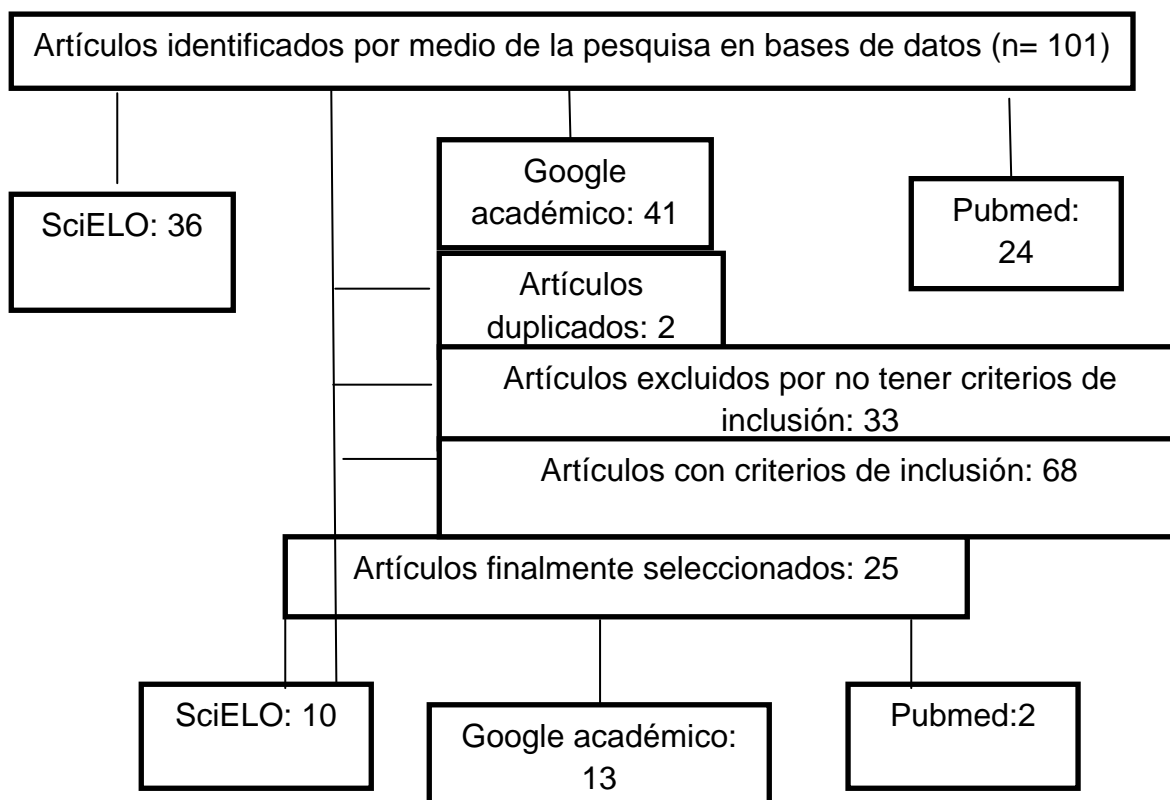 Artículos identificados por medio de la pesquisa en bases de datos (n= 101)
SciELO: 36
Google
académico: 41
Pubmed:
24
Artículos
duplicados: 2
Artículos excluidos por no tener criterios de
inclusión: 33
Artículos con criterios de inclusión: 68
Artículos finalmente seleccionados: 25
SciELO: 10
Google académico:
13
Pubmed:2